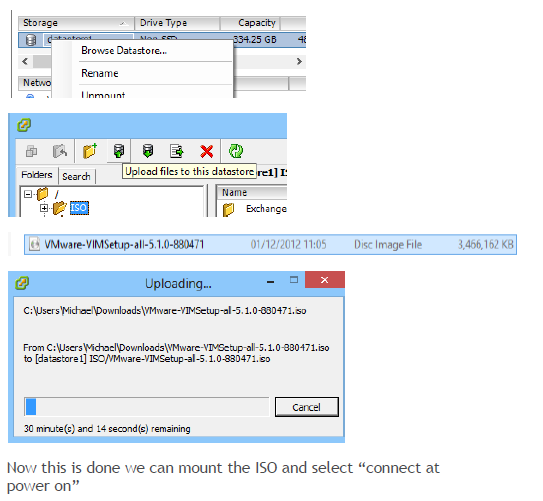 Storage Drive Type Capacity
datastore1 Non-SSD 334.25 GB
Browse Datastore...
Rename
Netwo
Unmount
Upload files to this datastore
Folders Search
Name
/
ISO
Exchange
VMware-VIMSetup-all-5.1.0-880471 01/12/2012 11:05 Disc Image File 3,466,162 KB
Uploading...
C:\Users\Michael\Downloads\VMware-VIMSetup-all-5.1.0-880471.iso
From C:\Users\Michael\Downloads\VMware-VIMSetup-all-5.1.0-880471.iso
to [datastore1] ISO/VMware-VIMSetup-all-5.1.0-880471.iso
Cancel
30 minute(s) and 14 second(s) remaining
Now this is done we can mount the ISO and select “connect at
power on”